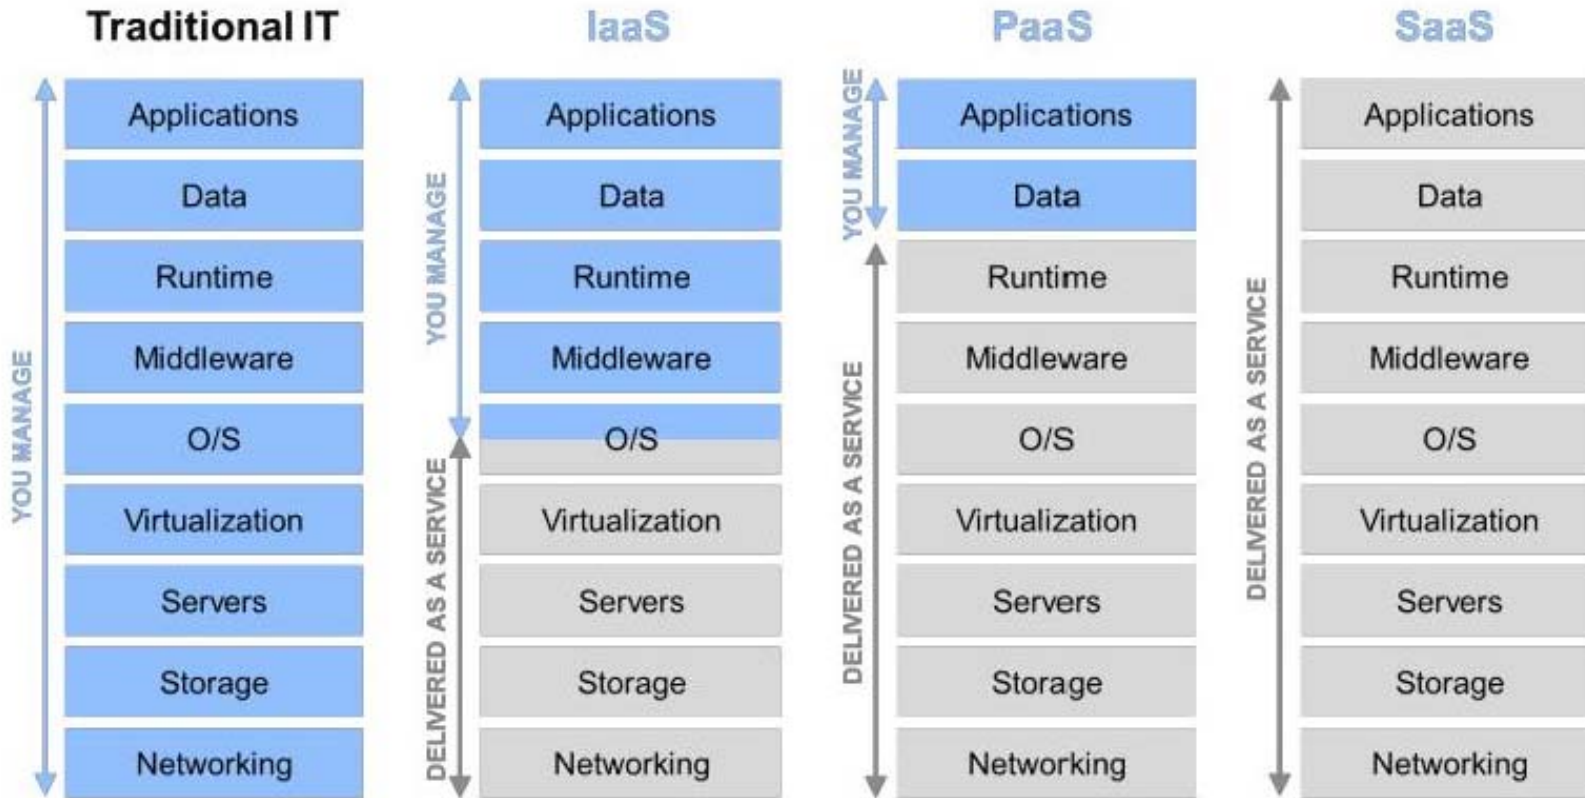 Traditional IT
YOU MANAGE
Applications
Data
Runtime
Middleware
O/S
Virtualization
Servers
Storage
Networking
IaaS
YOU MANAGE
DELIVERED AS A SERVICE
Applications
Data
Runtime
Middleware
O/S
Virtualization
Servers
Storage
Networking
PaaS
YOU MANAGE
DELIVERED AS A SERVICE
Applications
Data
Runtime
Middleware
O/S
Virtualization
Servers
Storage
Networking
SaaS
DELIVERED AS A SERVICE
Applications
Data
Runtime
Middleware
O/S
Virtualization
Servers
Storage
Networking